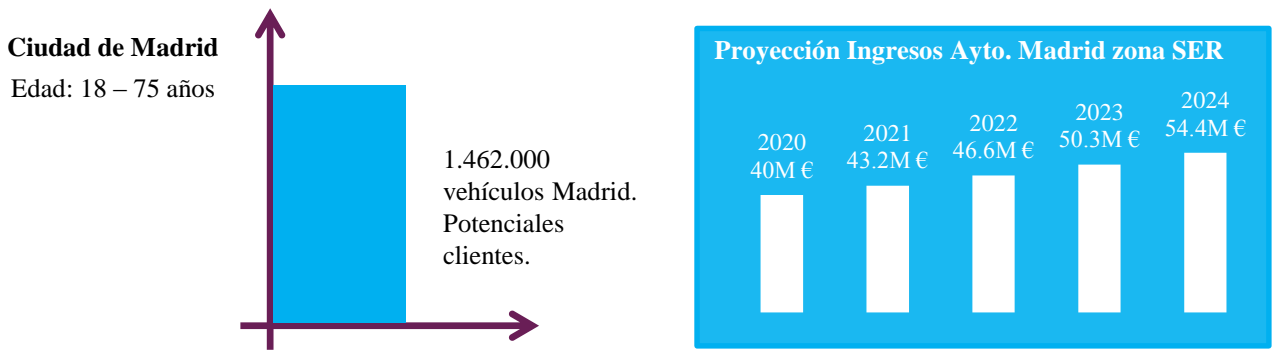 Ciudad de Madrid
Edad: 18 – 75 años
1.462.000
vehículos Madrid.
Potenciales
clientes.
Proyección Ingresos Ayto. Madrid zona SER
2020
40M €
2021
43.2M €
2022
46.6M €
2023
50.3M €
2024
54.4M €